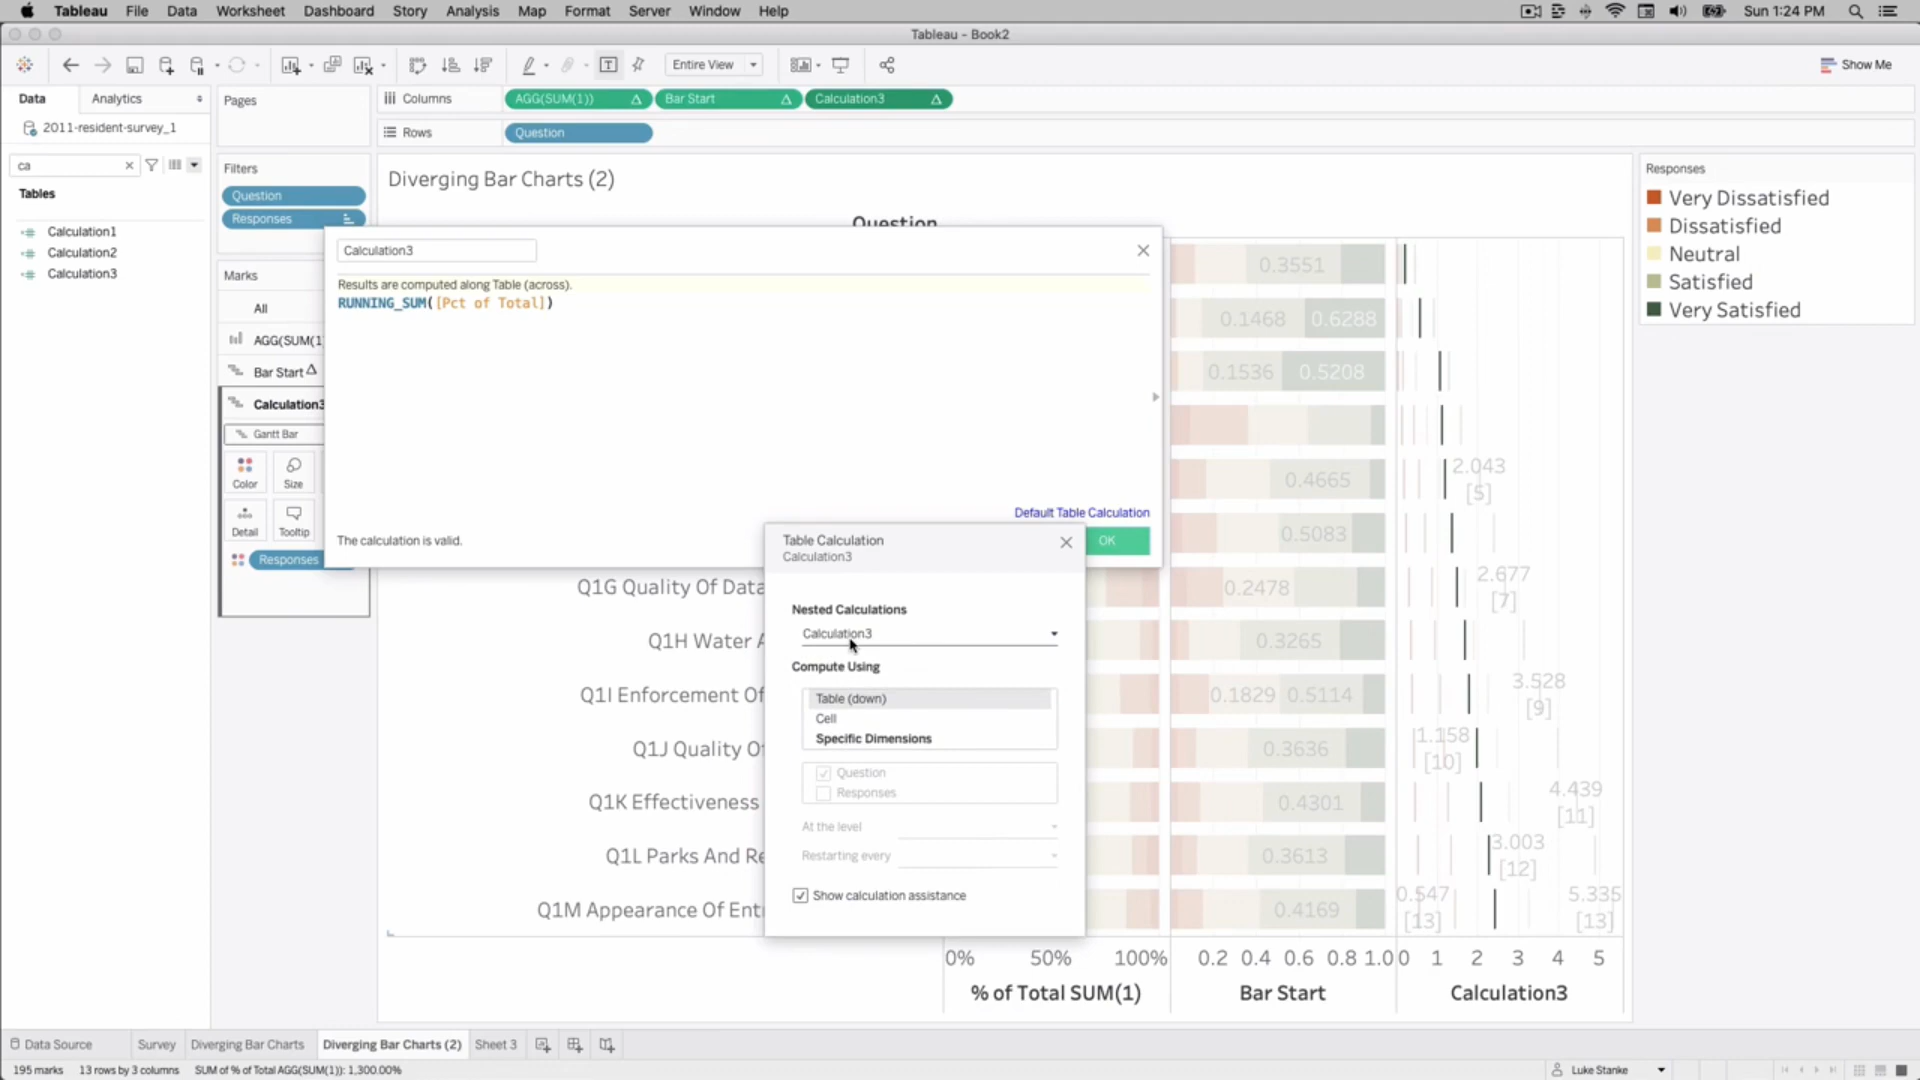 Tableau File Data Worksheet Dashboard Story Analysis Map Format Server Window Help Sun 1:24 PM
Tableau - Book2
Entire View Show Me
Data Analytics
2011-resident-survey_1
ca
Tables
Calculation1
Calculation2
Calculation3
Pages
Filters
Question
Responses
Marks
All
AGG(SUM(1)
Bar Start
Calculation3
Gantt Bar
Color Size
Detail Tooltip
Responses
Columns AGG(SUM(1)) Bar Start Calculation3
Rows Question
Diverging Bar Charts (2)
Question
Calculation3
Results are computed along Table (across).
RUNNING_SUM([Pct of Total])
Default Table Calculation
The calculation is valid.
OK
Table Calculation
Calculation3
Nested Calculations
Calculation3
Compute Using
Table (down)
Cell
Specific Dimensions
Question
Responses
At the level
Restarting every
Show calculation assistance
0.3551
0.1468 0.6288
0.1536 0.5208
0.4665 2.043
[5]
0.5083
Q1G Quality Of Data 0.2478 2.677
[7]
Q1H Water A 0.3265
Q1I Enforcement Of 0.1829 0.5114 3.528
[9]
Q1J Quality Of 0.3636 1.158
[10]
Q1K Effectiveness 0.4301 4.439
[11]
Q1L Parks And Re 0.3613 3.003
[12]
Q1M Appearance Of Ent 0.4169 0.547 5.335
[13] [13]
0% 50% 100% 0.2 0.4 0.6 0.8 1.0 0 1 2 3 4 5
% of Total SUM(1) Bar Start Calculation3
Responses
Very Dissatisfied
Dissatisfied
Neutral
Satisfied
Very Satisfied
Data Source Survey Diverging Bar Charts Diverging Bar Charts (2) Sheet 3
195 marks 13 rows by 3 columns SUM of % of Total AGG(SUM(1)): 1,300.00% Luke Stanke